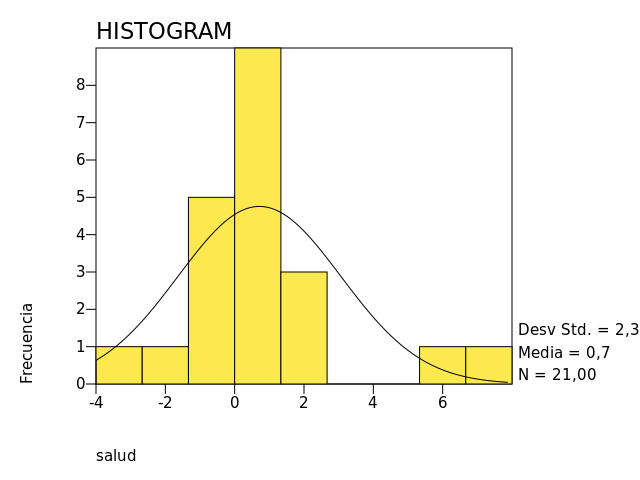 HISTOGRAM
8
7
6
5
4
3
2
1
0
Frecuencia
-4 -2 0 2 4 6
salud
Desv Std. = 2,3
Media = 0,7
N = 21,00